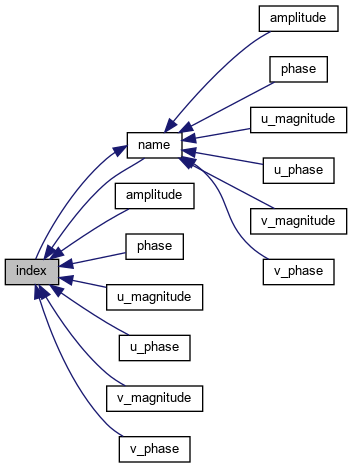 amplitude
phase
u_magnitude
name
u_phase
amplitude
v_magnitude
phase
index
v_phase
u_magnitude
u_phase
v_magnitude
v_phase